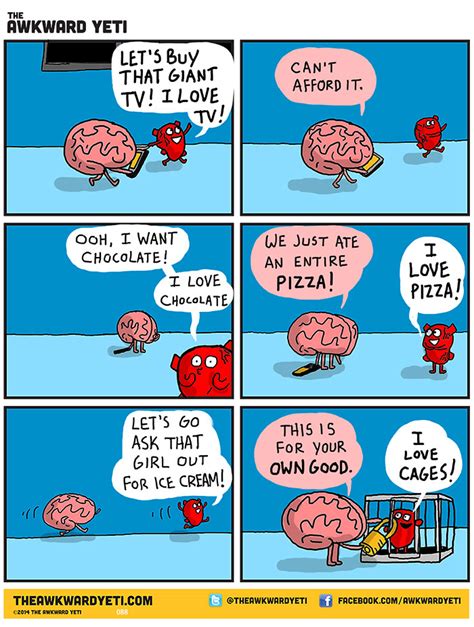 THE
AWKWARD YETI
LET'S BUY
THAT GIANT
TV! I LOVE
TV!
CAN'T
AFFORD IT.
OOH, I WANT
CHOCOLATE!
I LOVE
CHOCOLATE
WE JUST ATE
AN ENTIRE
PIZZA!
I
LOVE
PIZZA!
LET'S GO
ASK THAT
GIRL OUT
FOR ICE CREAM!
THIS IS
FOR YOUR
OWN GOOD.
I
LOVE
CAGES!
THEAWKWARDYETI.COM
©2014 THE AWKWARD YETI
@THEAWKWARDYETI
FACEBOOK.COM/AWKWARDYETI